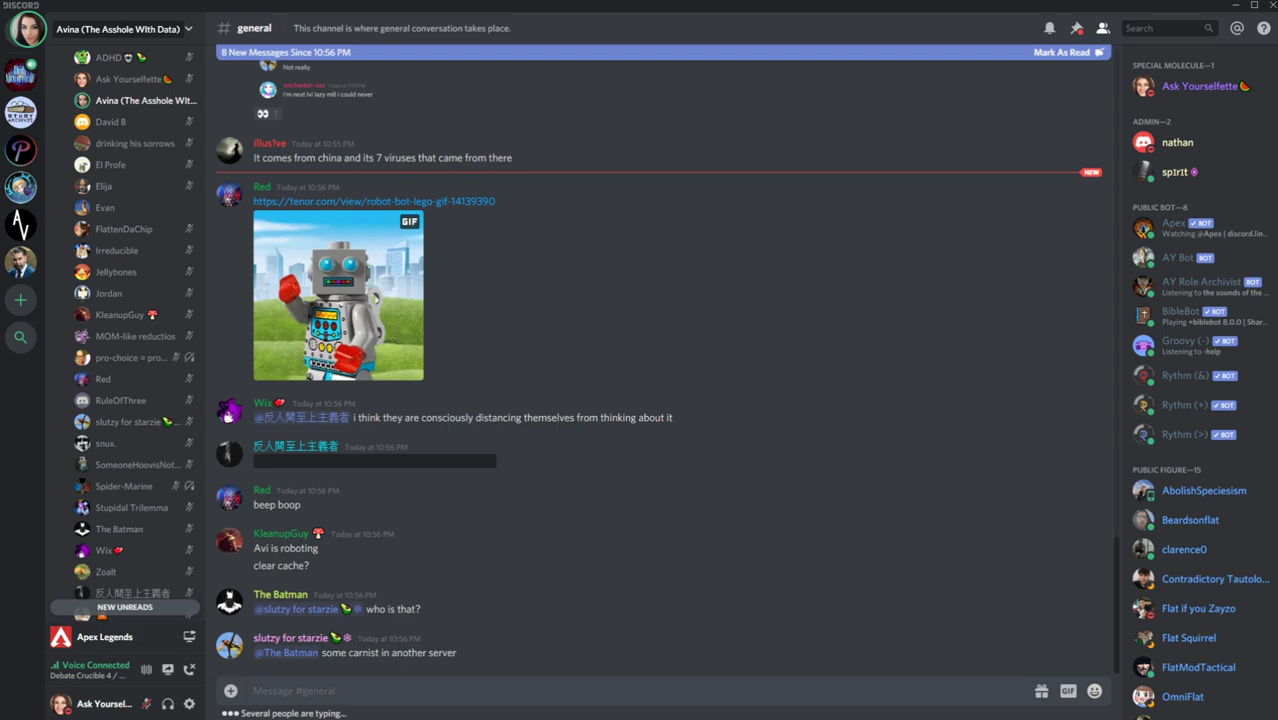 DISCORD
Avina (The Asshole WIth Data)
# general
This channel is where general conversation takes place.
Search
8 New Messages Since 10:56 PM
Mark As Read
ADHD
Ask Yourselfette
Avina (The Asshole WIt...
David B
drinking his sorrows
El Profe
Elija
Evan
FlattenDaChip
Irreducible
Jellybones
Jordan
KleanupGuy
MOM-like reductios
pro-choice = pro...
Red
RuleOfThree
slutzy for starzie
snux.
SomeoneHoovisNot...
Spider-Marine
Stupidal Trilemma
The Batman
Wix
Zoalt
反人間至上主義者
NEW UNREADS
Apex Legends
Voice Connected
Debate Crucible 4 /
Ask Yoursel...
Not really
Today at
I'm next lvl lazy m8 i could never
1
illus1ve Today at 10:55 PM
It comes from china and its 7 viruses that came from there
NEW
Red Today at 10:56 PM
https://tenor.com/view/robot-bot-lego-gif-14139390
GIF
Wix Today at 10:56 PM
@反人間至上主義者 i think they are consciously distancing themselves from thinking about it
反人間至上主義者 Today at 10:56 PM
Red Today at 10:56 PM
beep boop
KleanupGuy Today at 10:56 PM
Avi is roboting
clear cache?
The Batman Today at 10:56 PM
@slutzy for starzie who is that?
slutzy for starzie Today at 10:56 PM
@The Batman some carnist in another server
Message #general
GIF
Several people are typing...
SPECIAL MOLECULE—1
Ask Yourselfette
ADMIN—2
nathan
spɪrɪt
PUBLIC BOT—8
Apex BOT
Watching @Apex | discord.Jin...
AY Bot BOT
AY Role Archivist BOT
Listening to the sounds of the ...
BibleBot BOT
Playing +biblebot 8.0.0 | Shar...
Groovy (-) BOT
Listening to -help
Rythm (&) BOT
Rythm (+) BOT
Rythm (>) BOT
PUBLIC FIGURE—15
AbolishSpeciesism
Beardsonflat
clarence0
Contradictory Tautolo...
Flat if you Zayzo
Flat Squirrel
FlatModTactical
OmniFlat